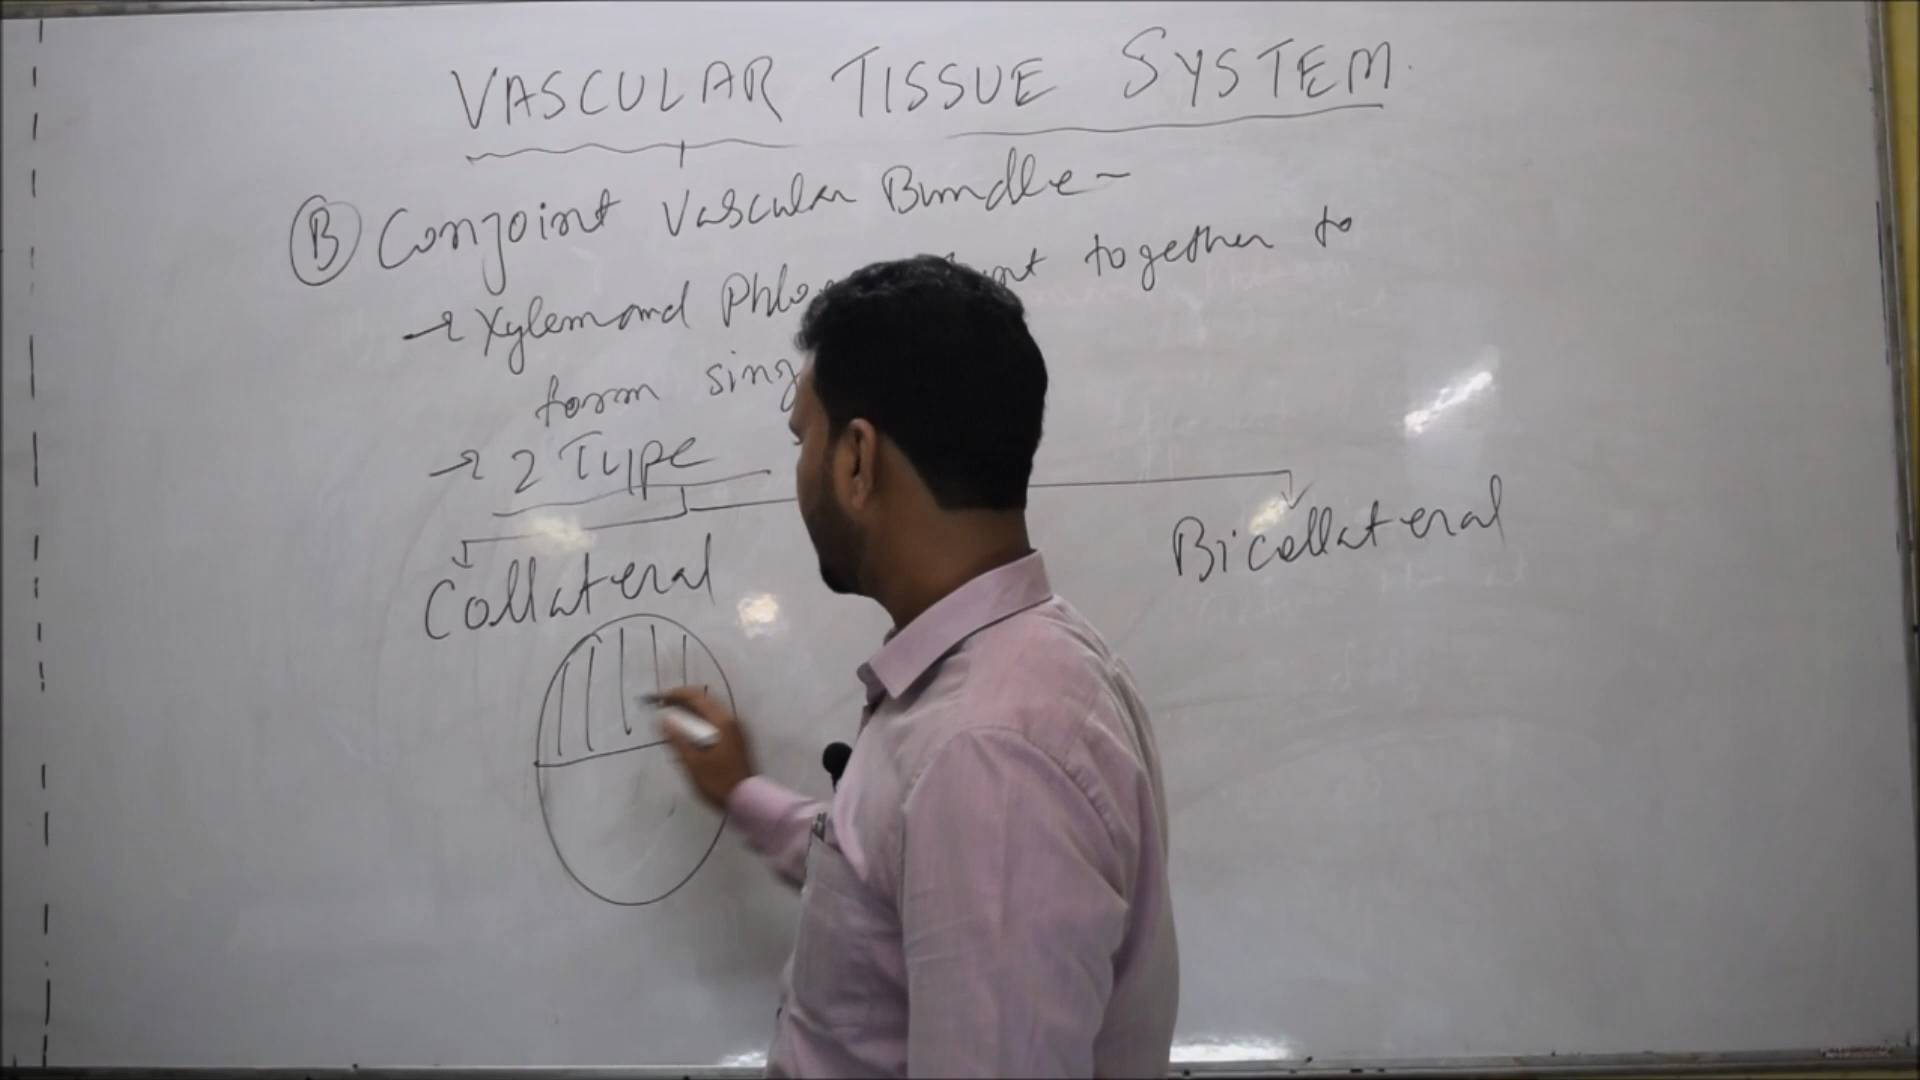 VASCULAR TISSUE SYSTEM.
B Conjoint Vascular Bundle-
→ Xylem and Phlo together to
form sing
→ 2 Type
Collateral
Bicollateral